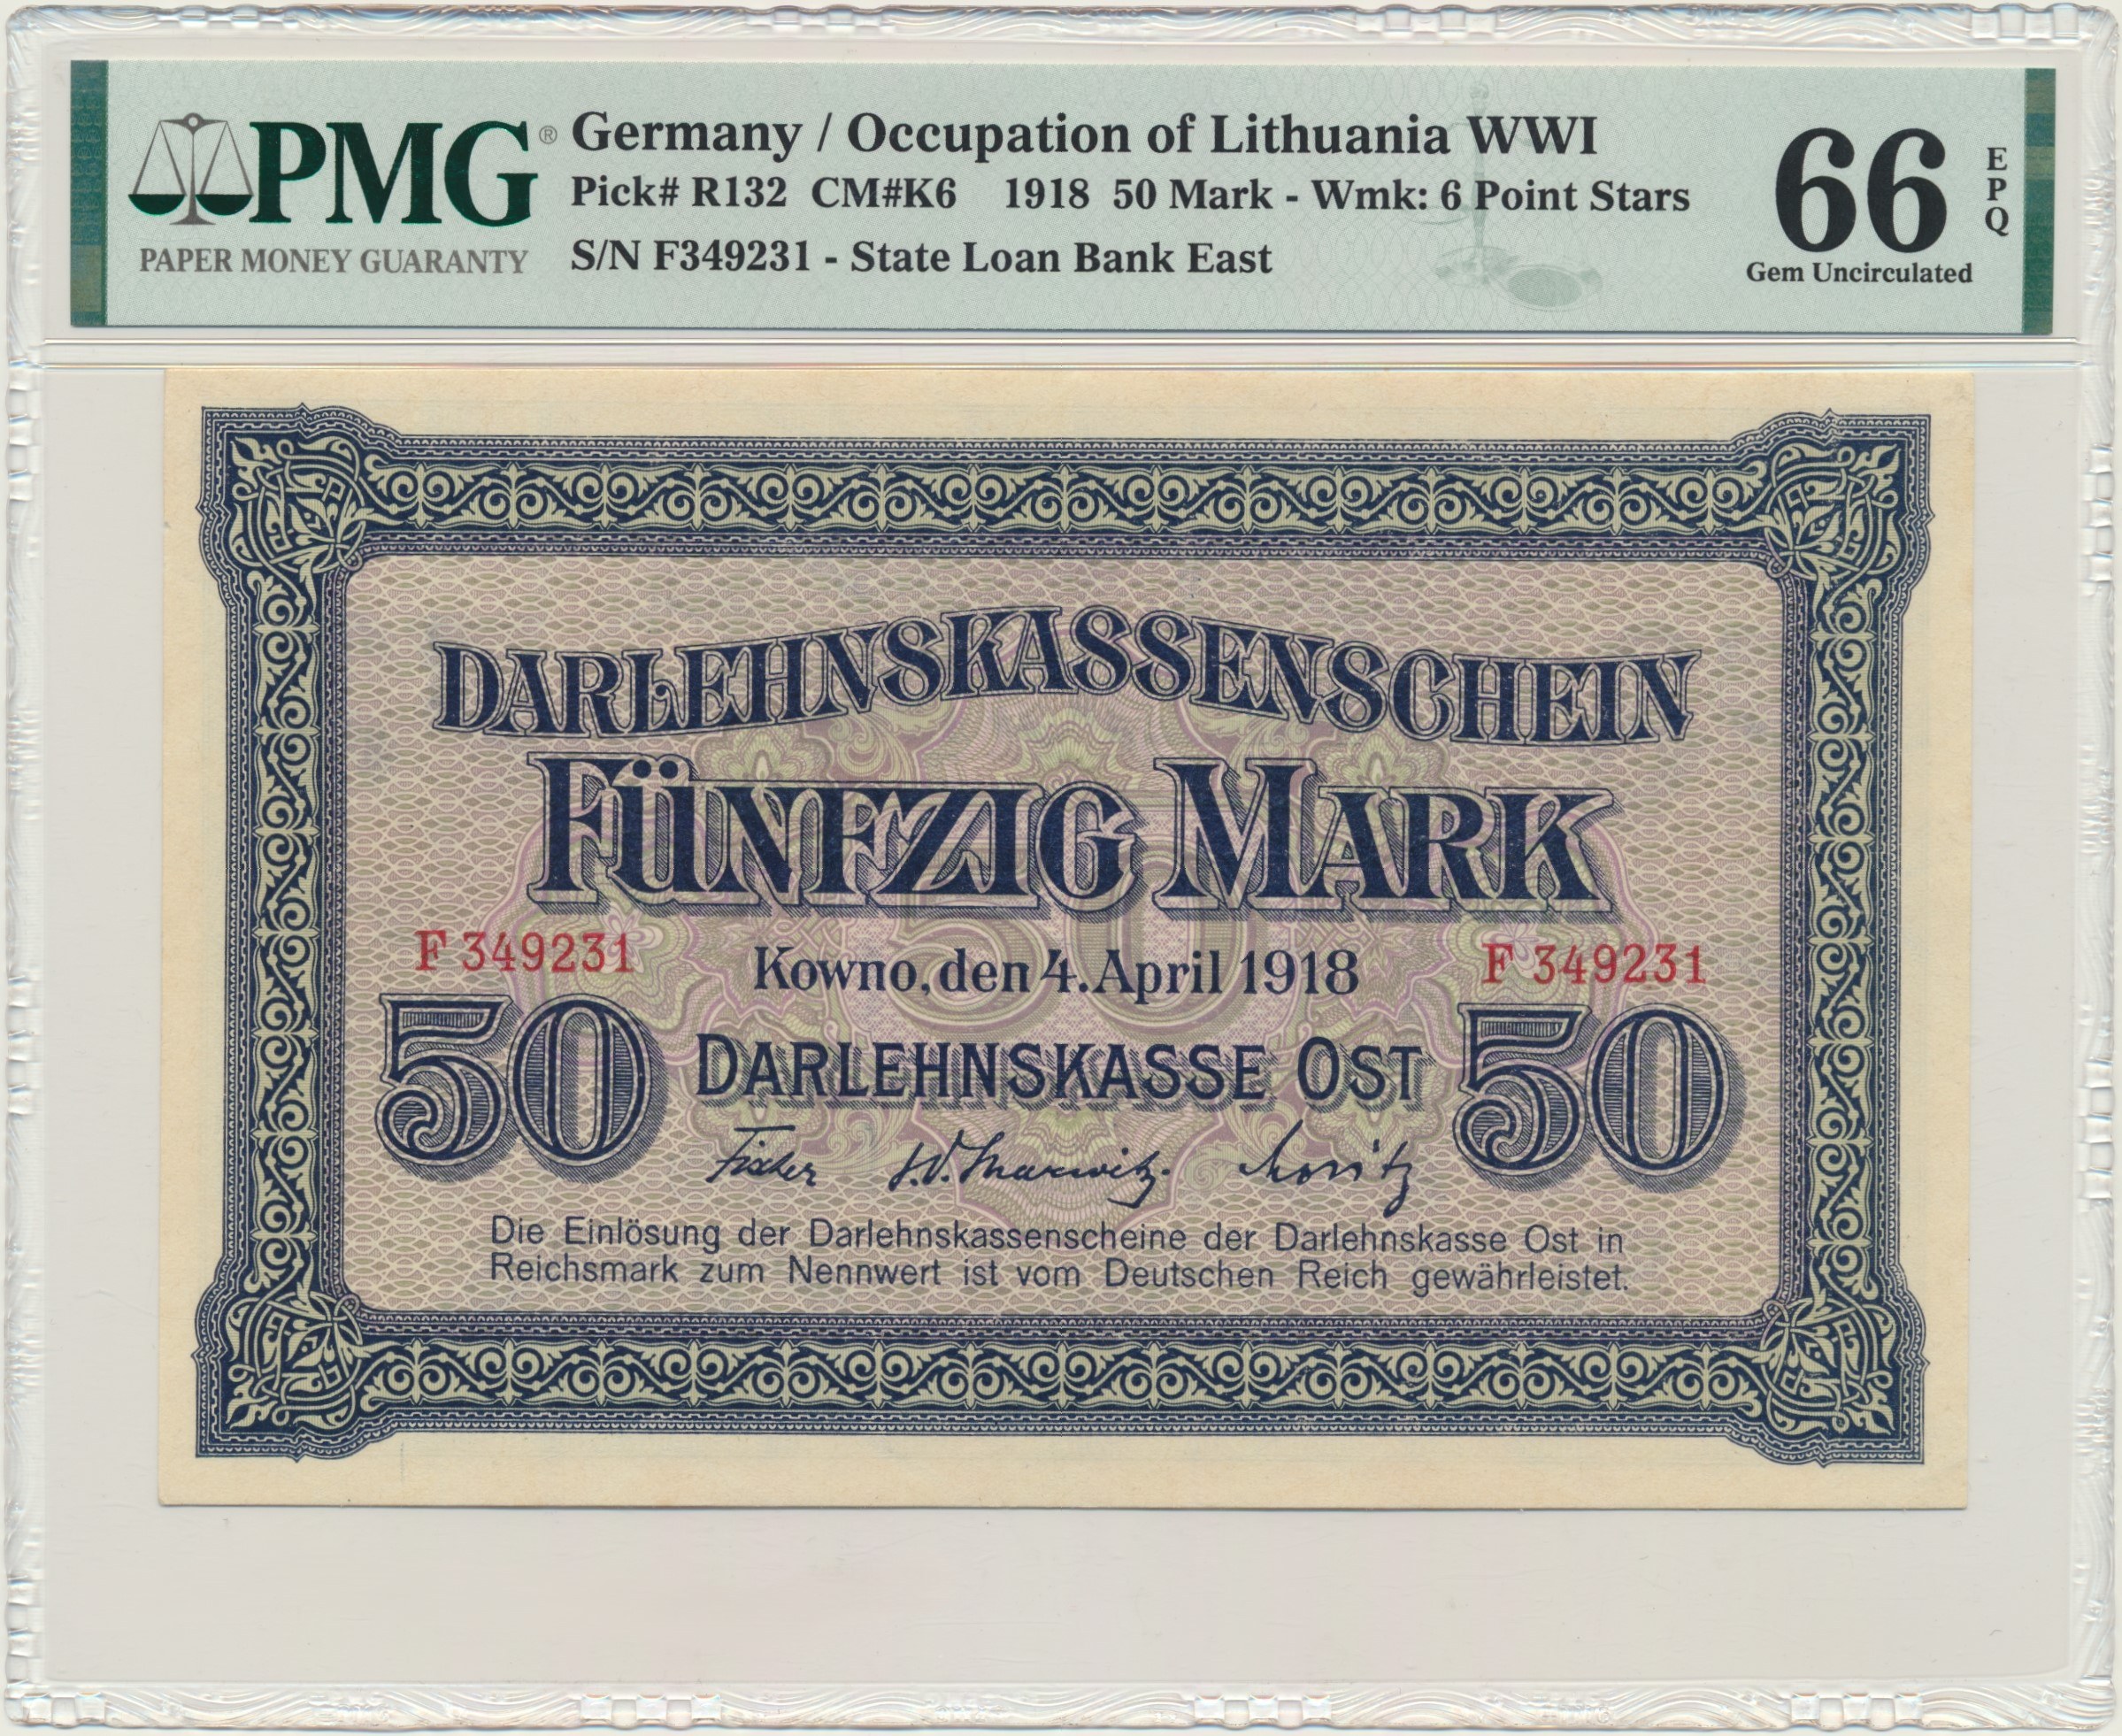 PMG®
PAPER MONEY GUARANTY
Germany / Occupation of Lithuania WWI
Pick# R132 CM#K6 1918 50 Mark - Wmk: 6 Point Stars
S/N F349231 - State Loan Bank East
66
EPQ
Gem Uncirculated
DARLEHNSKASSENSCHEIN
FÜNFZIG MARK
F 349231
Kowno, den 4. April 1918
F 349231
50
DARLEHNSKASSE OST
50
Fischer
v. Marwitz.
Moritz
Die Einlösung der Darlehnskassenscheine der Darlehnskasse Ost in
Reichsmark zum Nennwert ist vom Deutschen Reich gewährleistet.